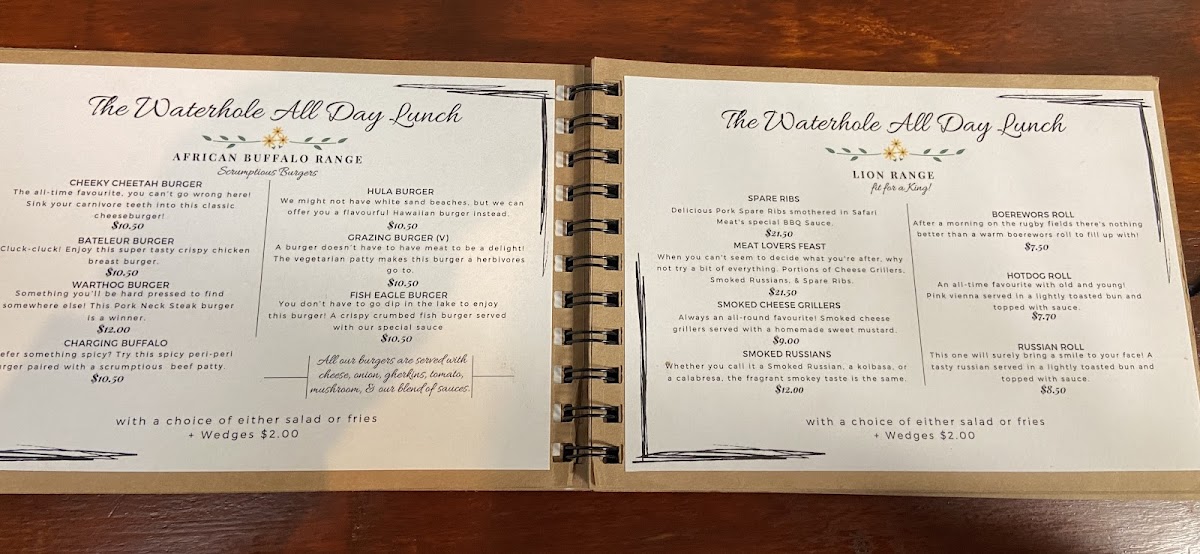 The Waterhole All Day Lunch
AFRICAN BUFFALO RANGE
Scrumptious Burgers
CHEEKY CHEETAH BURGER
The all-time favourite, you can't go wrong here!
Sink your carnivore teeth into this classic
cheeseburger!
$10.50
BATELEUR BURGER
Cluck-cluck! Enjoy this super tasty crispy chicken
breast burger.
$10.50
WARTHOG BURGER
Something you'll be hard pressed to find
somewhere else! This Pork Neck Steak burger
is a winner.
$12.00
CHARGING BUFFALO
something spicy? Try this spicy peri-peri
paired with a scrumptious beef patty.
$10.50
HULA BURGER
We might not have white sand beaches, but we can
offer you a flavourful Hawaiian burger instead.
$10.50
GRAZING BURGER (V)
A burger doesn't have to have meat to be a delight!
The vegetarian patty makes this burger a herbivores
go to.
$10.50
FISH EAGLE BURGER
You don't have to go dip in the lake to enjoy
this burger! A crispy crumbed fish burger served
with our special sauce
$10.50
All our burgers are served with
cheese, onion, gherkins, tomato,
mushroom, & our blend of sauces.
with a choice of either salad or fries
+ Wedges $2.00
The Waterhole All Day Lunch
LION RANGE
fit for a King!
SPARE RIBS
Delicious Pork Spare Ribs smothered in Safari
Meat's special BBQ Sauce.
$21.50
MEAT LOVERS FEAST
When you can't seem to decide what you're after, why
not try a bit of everything. Portions of Cheese Grillers,
Smoked Russians, & Spare Ribs.
$21.50
SMOKED CHEESE GRILLERS
Always an all-round favourite! Smoked cheese
grillers served with a homemade sweet mustard.
$9.00
SMOKED RUSSIANS
Whether you call it a Smoked Russian, a kolbasa, or
a calabresa, the fragrant smokey taste is the same.
$12.00
BOEREWORS ROLL
After a morning on the rugby fields there's nothing
better than a warm boerewors roll to fill up with!
$7.50
HOTDOG ROLL
An all-time favourite with old and young!
Pink vienna served in a lightly toasted bun and
topped with sauce.
$7.70
RUSSIAN ROLL
This one will surely bring a smile to your face! A
tasty russian served in a lightly toasted bun and
topped with sauce.
$8.50
with a choice of either salad or fries
+ Wedges $2.00